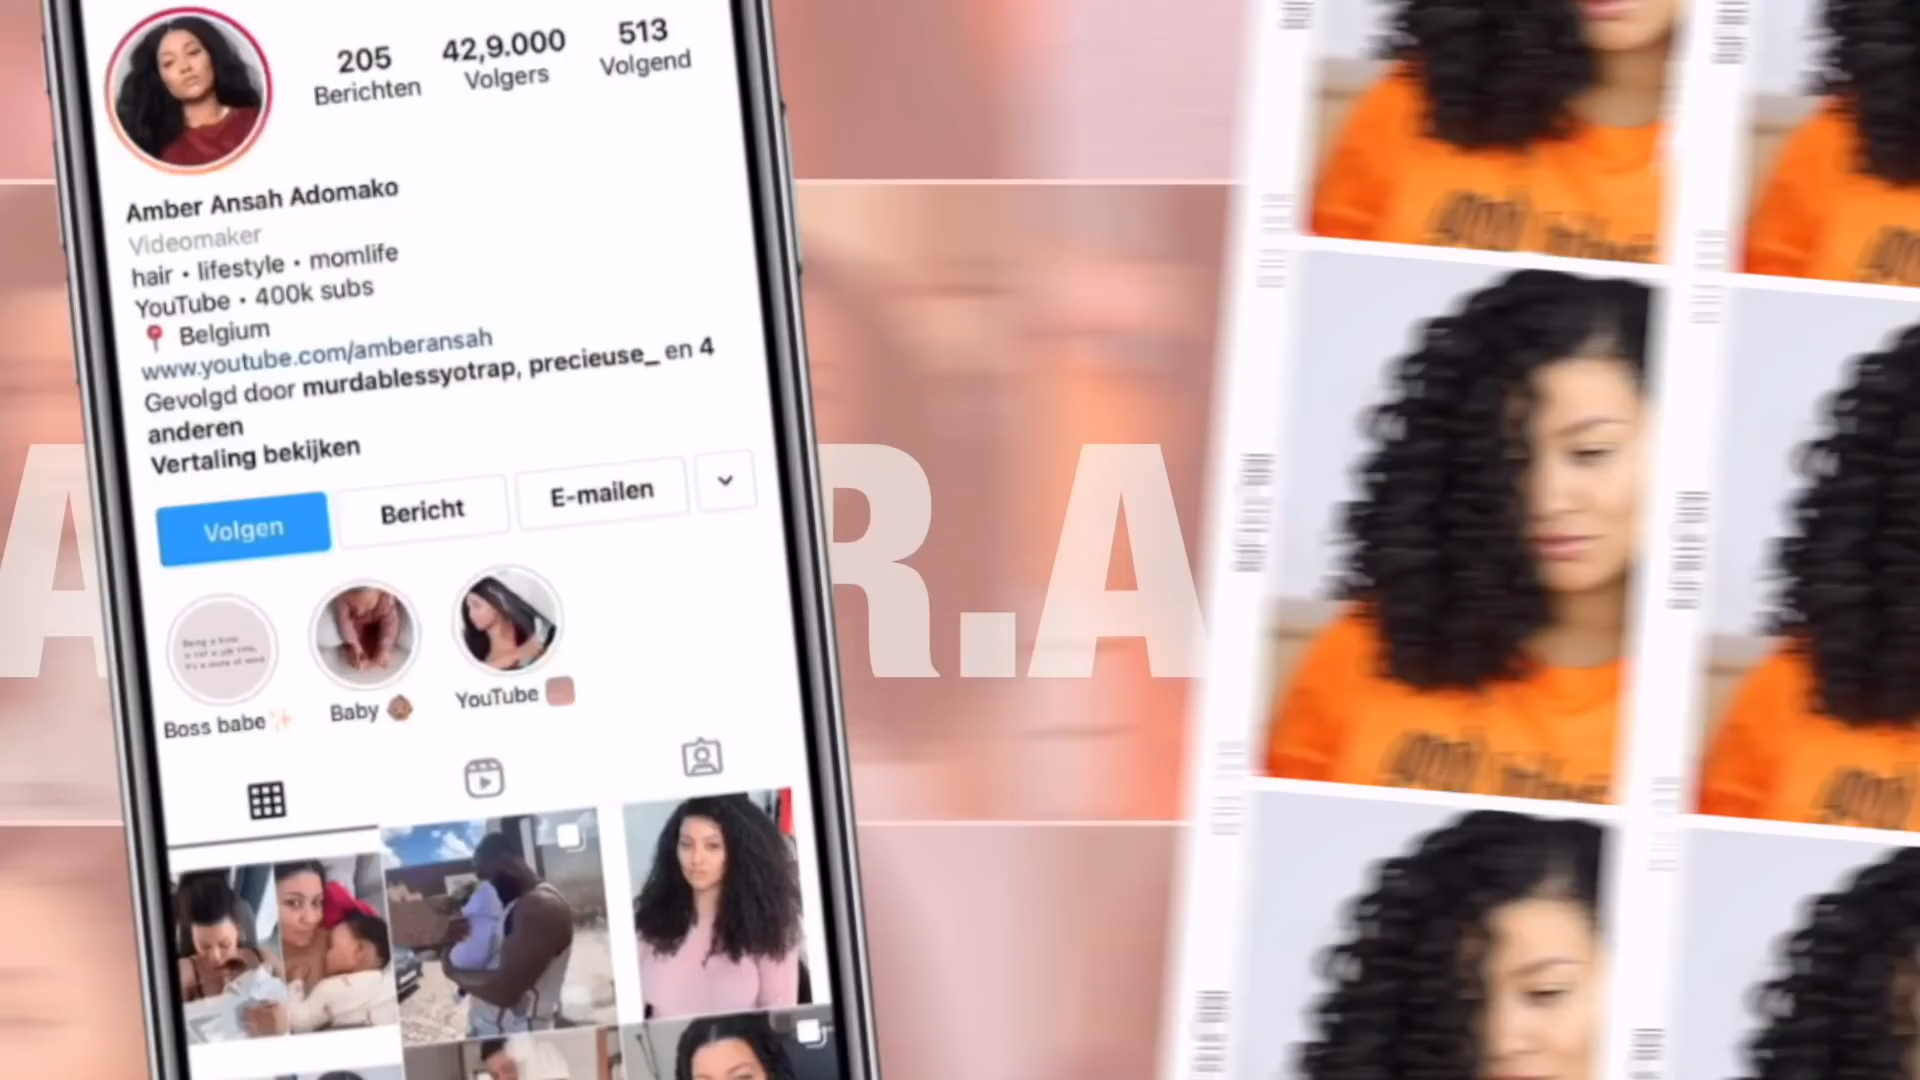 205
Berichten
42,9.000
Volgers
513
Volgend
Amber Ansah Adomako
Videomaker
hair • lifestyle • momlife
YouTube • 400k subs
📍 Belgium
www.youtube.com/amberansah
Gevolgd door murdablessyotrap, precieuse_ en 4
anderen
Vertaling bekijken
Volgen
Bericht
E-mailen
Boss babe ✨
Baby
YouTube
A
R.A